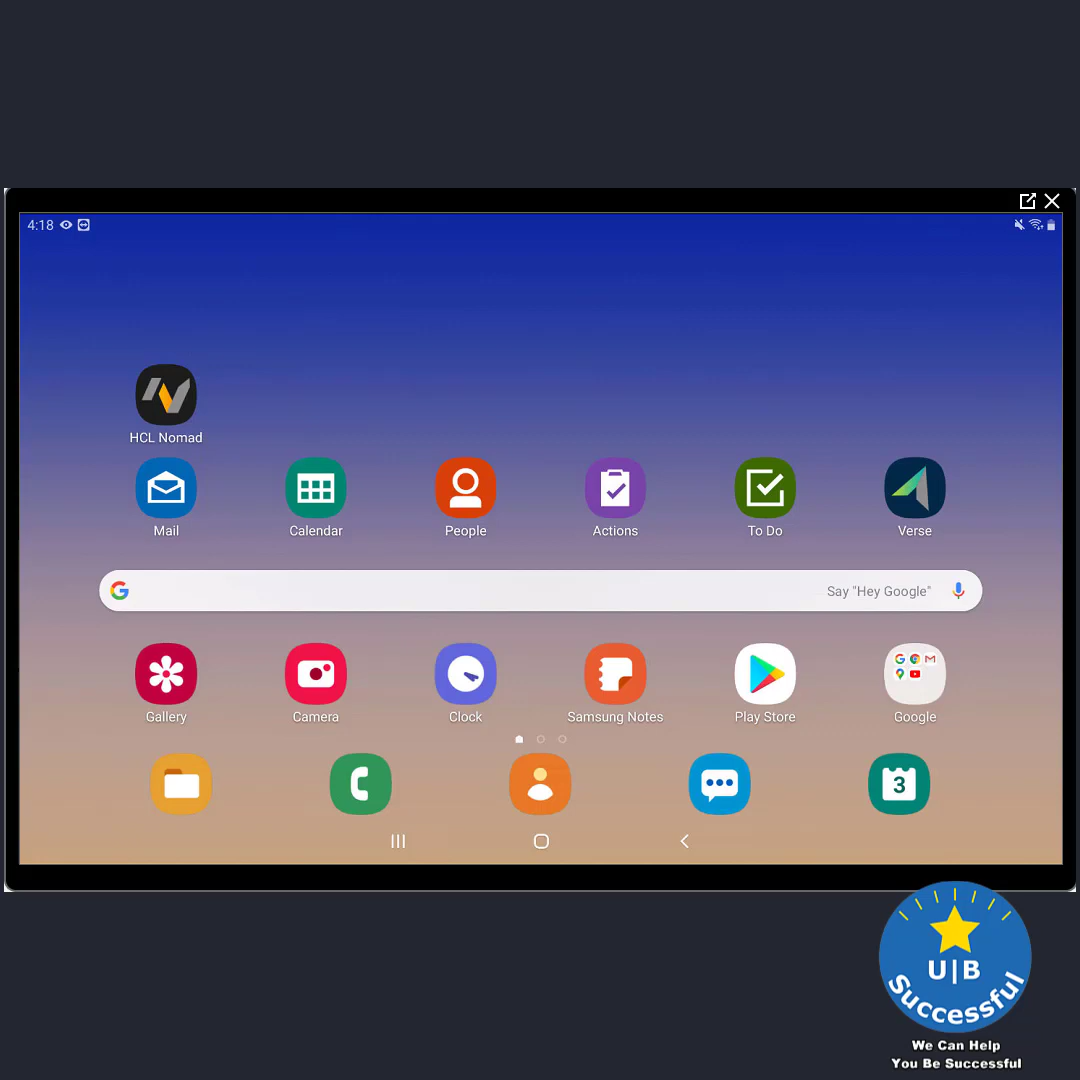 4:18
HCL Nomad
Mail
Calendar
People
Actions
To Do
Verse
Say "Hey Google"
Gallery
Camera
Clock
Samsung Notes
Play Store
Google
3
U|B
Successful
We Can Help
You Be Successful